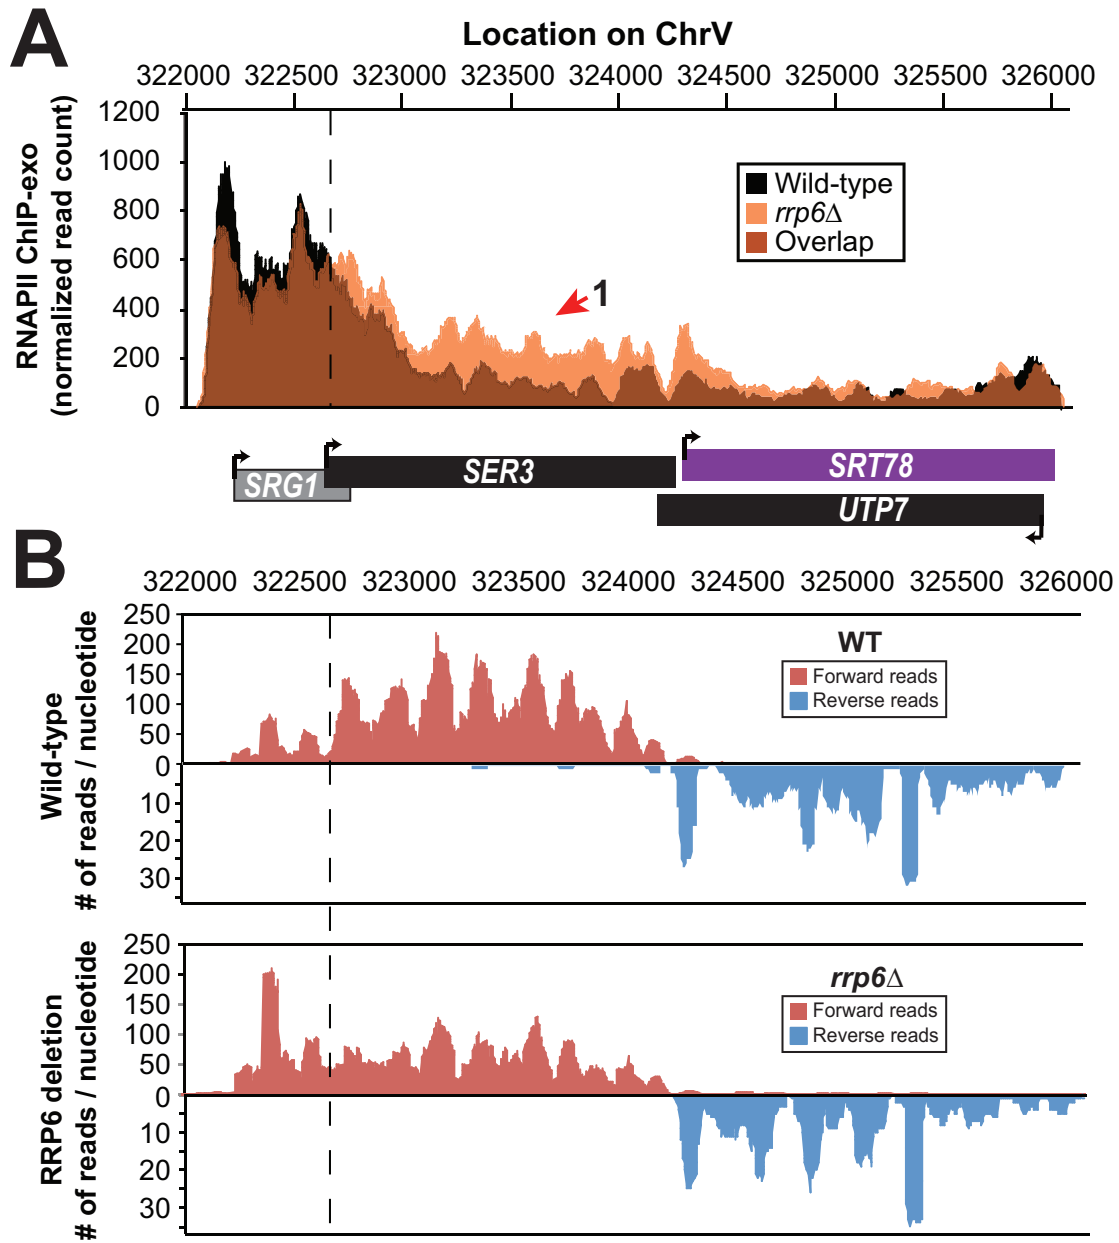 A
Location on ChrV
322000 322500 323000 323500 324000 324500 325000 325500 326000
RNAPII ChIP-exo
(normalized read count)
1200
1000
800
600
400
200
0
Wild-type
rrp6Δ
Overlap
1
SRG1
SER3
SRT78
UTP7
B
322000 322500 323000 323500 324000 324500 325000 325500 326000
Wild-type
# of reads / nucleotide
250
200
150
100
50
0
10
20
30
WT
Forward reads
Reverse reads
RRP6 deletion
# of reads / nucleotide
250
200
150
100
50
0
10
20
30
rrp6Δ
Forward reads
Reverse reads